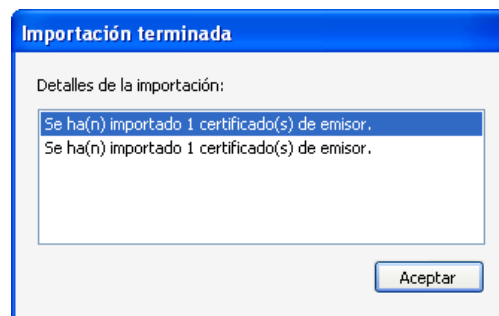 Importación terminada
Detalles de la importación:
Se ha(n) importado 1 certificado(s) de emisor.
Se ha(n) importado 1 certificado(s) de emisor.
Aceptar